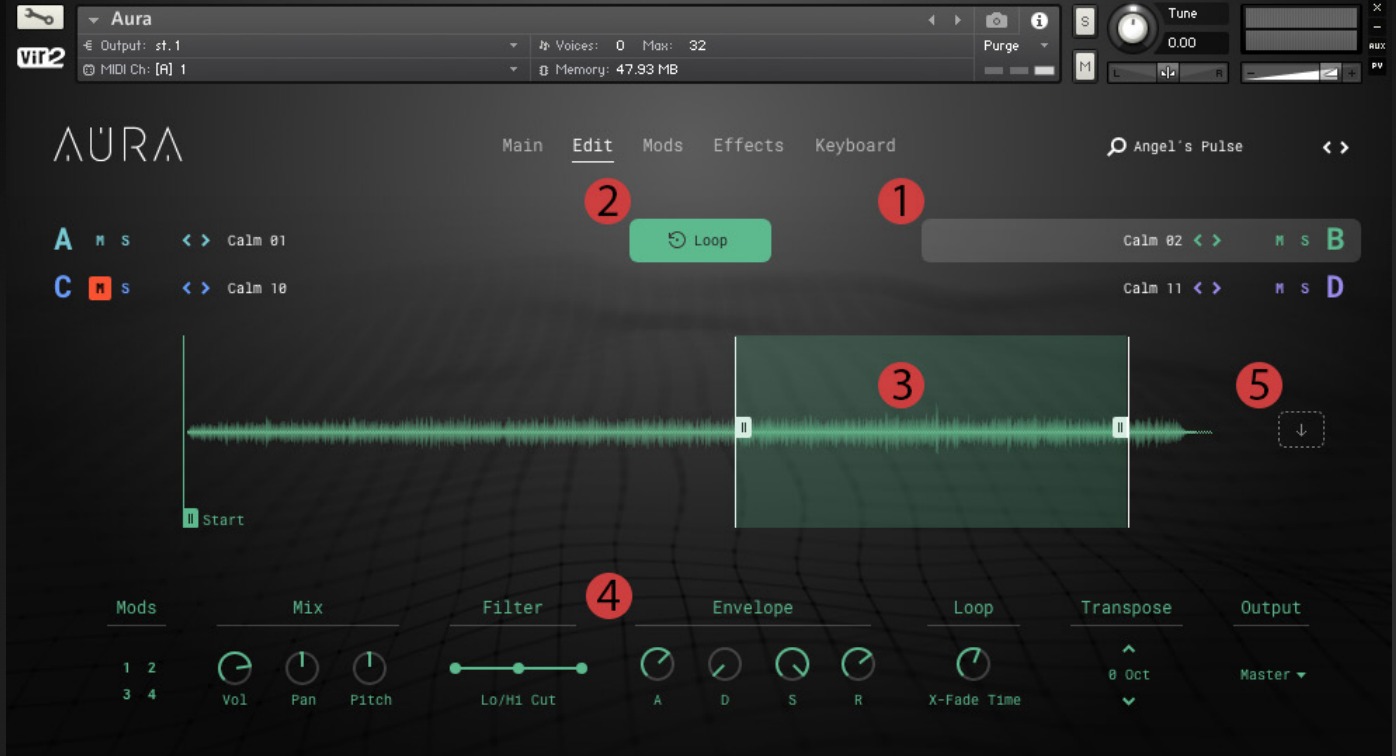 Aura
S
Tune
AUX
Output: st.1
Voices: 0 Max: 32
Purge
0.00
PV
Vir2
MIDI Ch: [A] 1
Memory: 47.93 MB
M
L
R
AURA
Main Edit Mods Effects Keyboard
Angel's Pulse
2
1
A M S Calm 01
Loop
Calm 02 M S B
C M S Calm 10
Calm 11 M S D
3
5
Start
4
Mods Mix Filter Envelope Loop Transpose Output
1 2
3 4
Vol Pan Pitch
Lo/Hi Cut
A D S R
X-Fade Time
0 Oct
Master